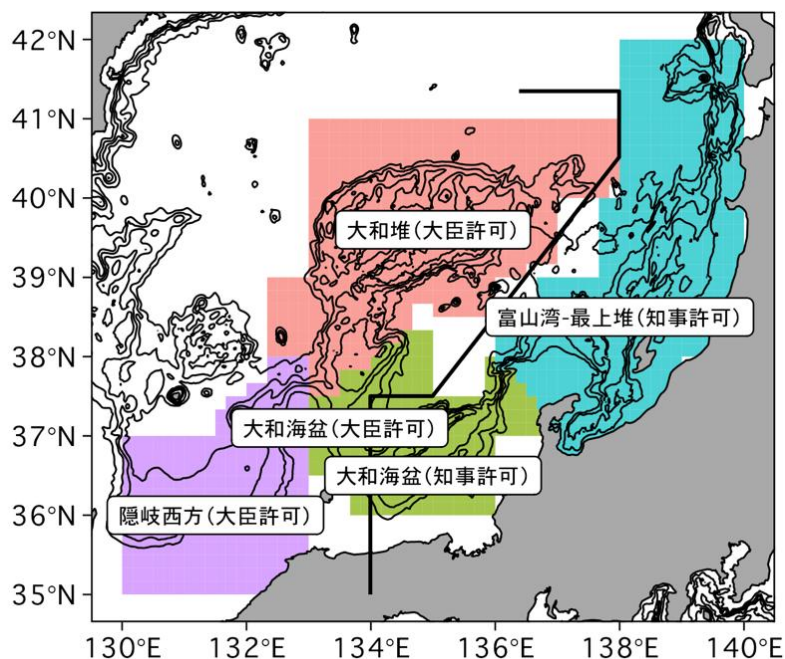 42°N
41°N
40°N
大和堆(大臣許可)
39°N
富山湾-最上堆(知事許可)
38°N
大和海盆(大臣許可)
37°N
大和海盆(知事許可)
隠岐西方(大臣許可)
36°N
35°N
130°E 132°E 134°E 136°E 138°E 140°E